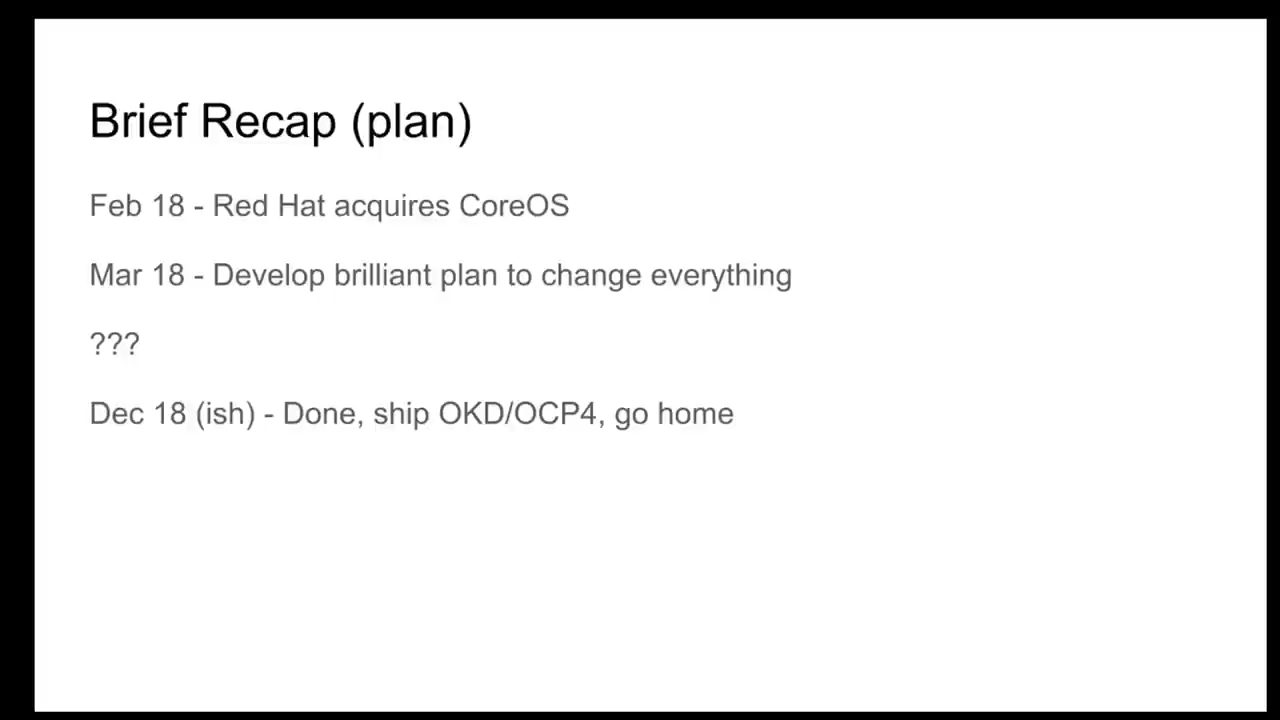 Brief Recap (plan)
Feb 18 - Red Hat acquires CoreOS
Mar 18 - Develop brilliant plan to change everything
???
Dec 18 (ish) - Done, ship OKD/OCP4, go home